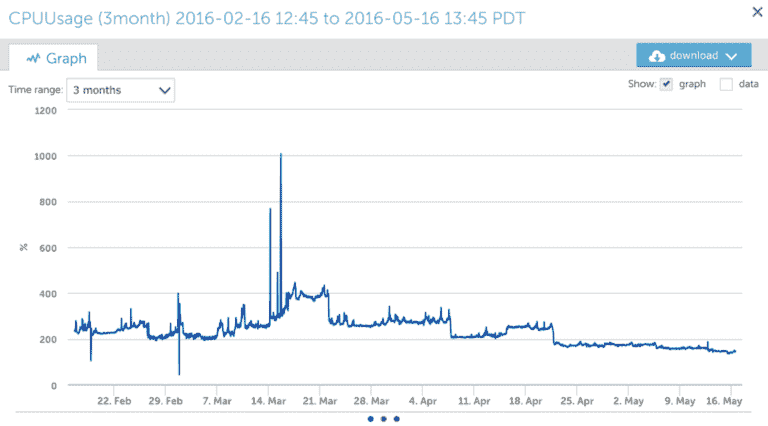 CPUUsage (3month) 2016-02-16 12:45 to 2016-05-16 13:45 PDT
Graph
download
Time range: 3 months
Show: graph data
1200
1000
800
600
400
200
0
%
22. Feb 29. Feb 7. Mar 14. Mar 21. Mar 28. Mar 4. Apr 11. Apr 18. Apr 25. Apr 2. May 9. May 16. May